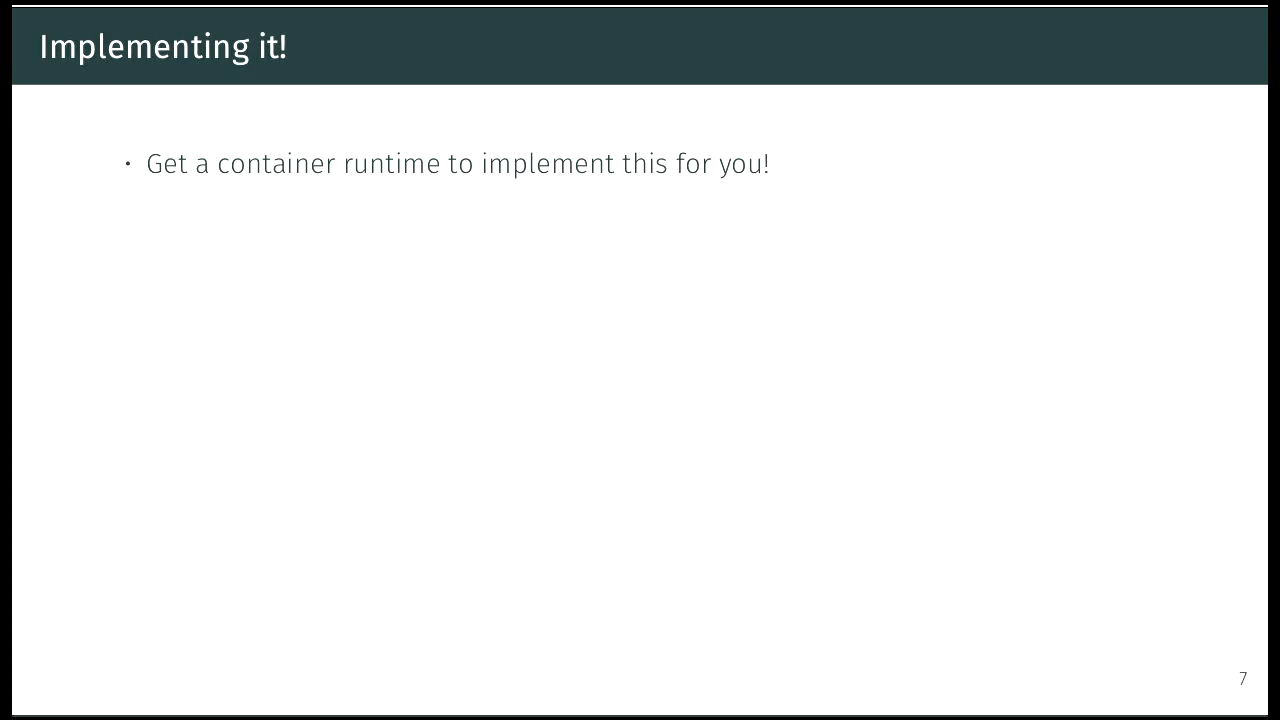 Implementing it!
• Get a container runtime to implement this for you!
7